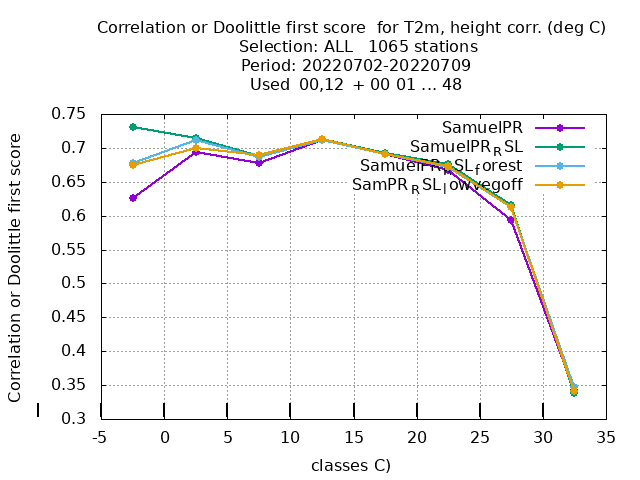 Correlation or Doolittle first score for T2m, height corr. (deg C)
Selection: ALL 1065 stations
Period: 20220702-20220709
Used 00,12 + 00 01 ... 48
Correlation or Doolittle first score
0.75
0.7
0.65
0.6
0.55
0.5
0.45
0.4
0.35
0.3
SamuelPR
SamuelPR_RSL
SamuelPR_RSL_forest
SamPR_RSL_lowvegoff
-5
0
5
10
15
20
25
30
35
classes C)